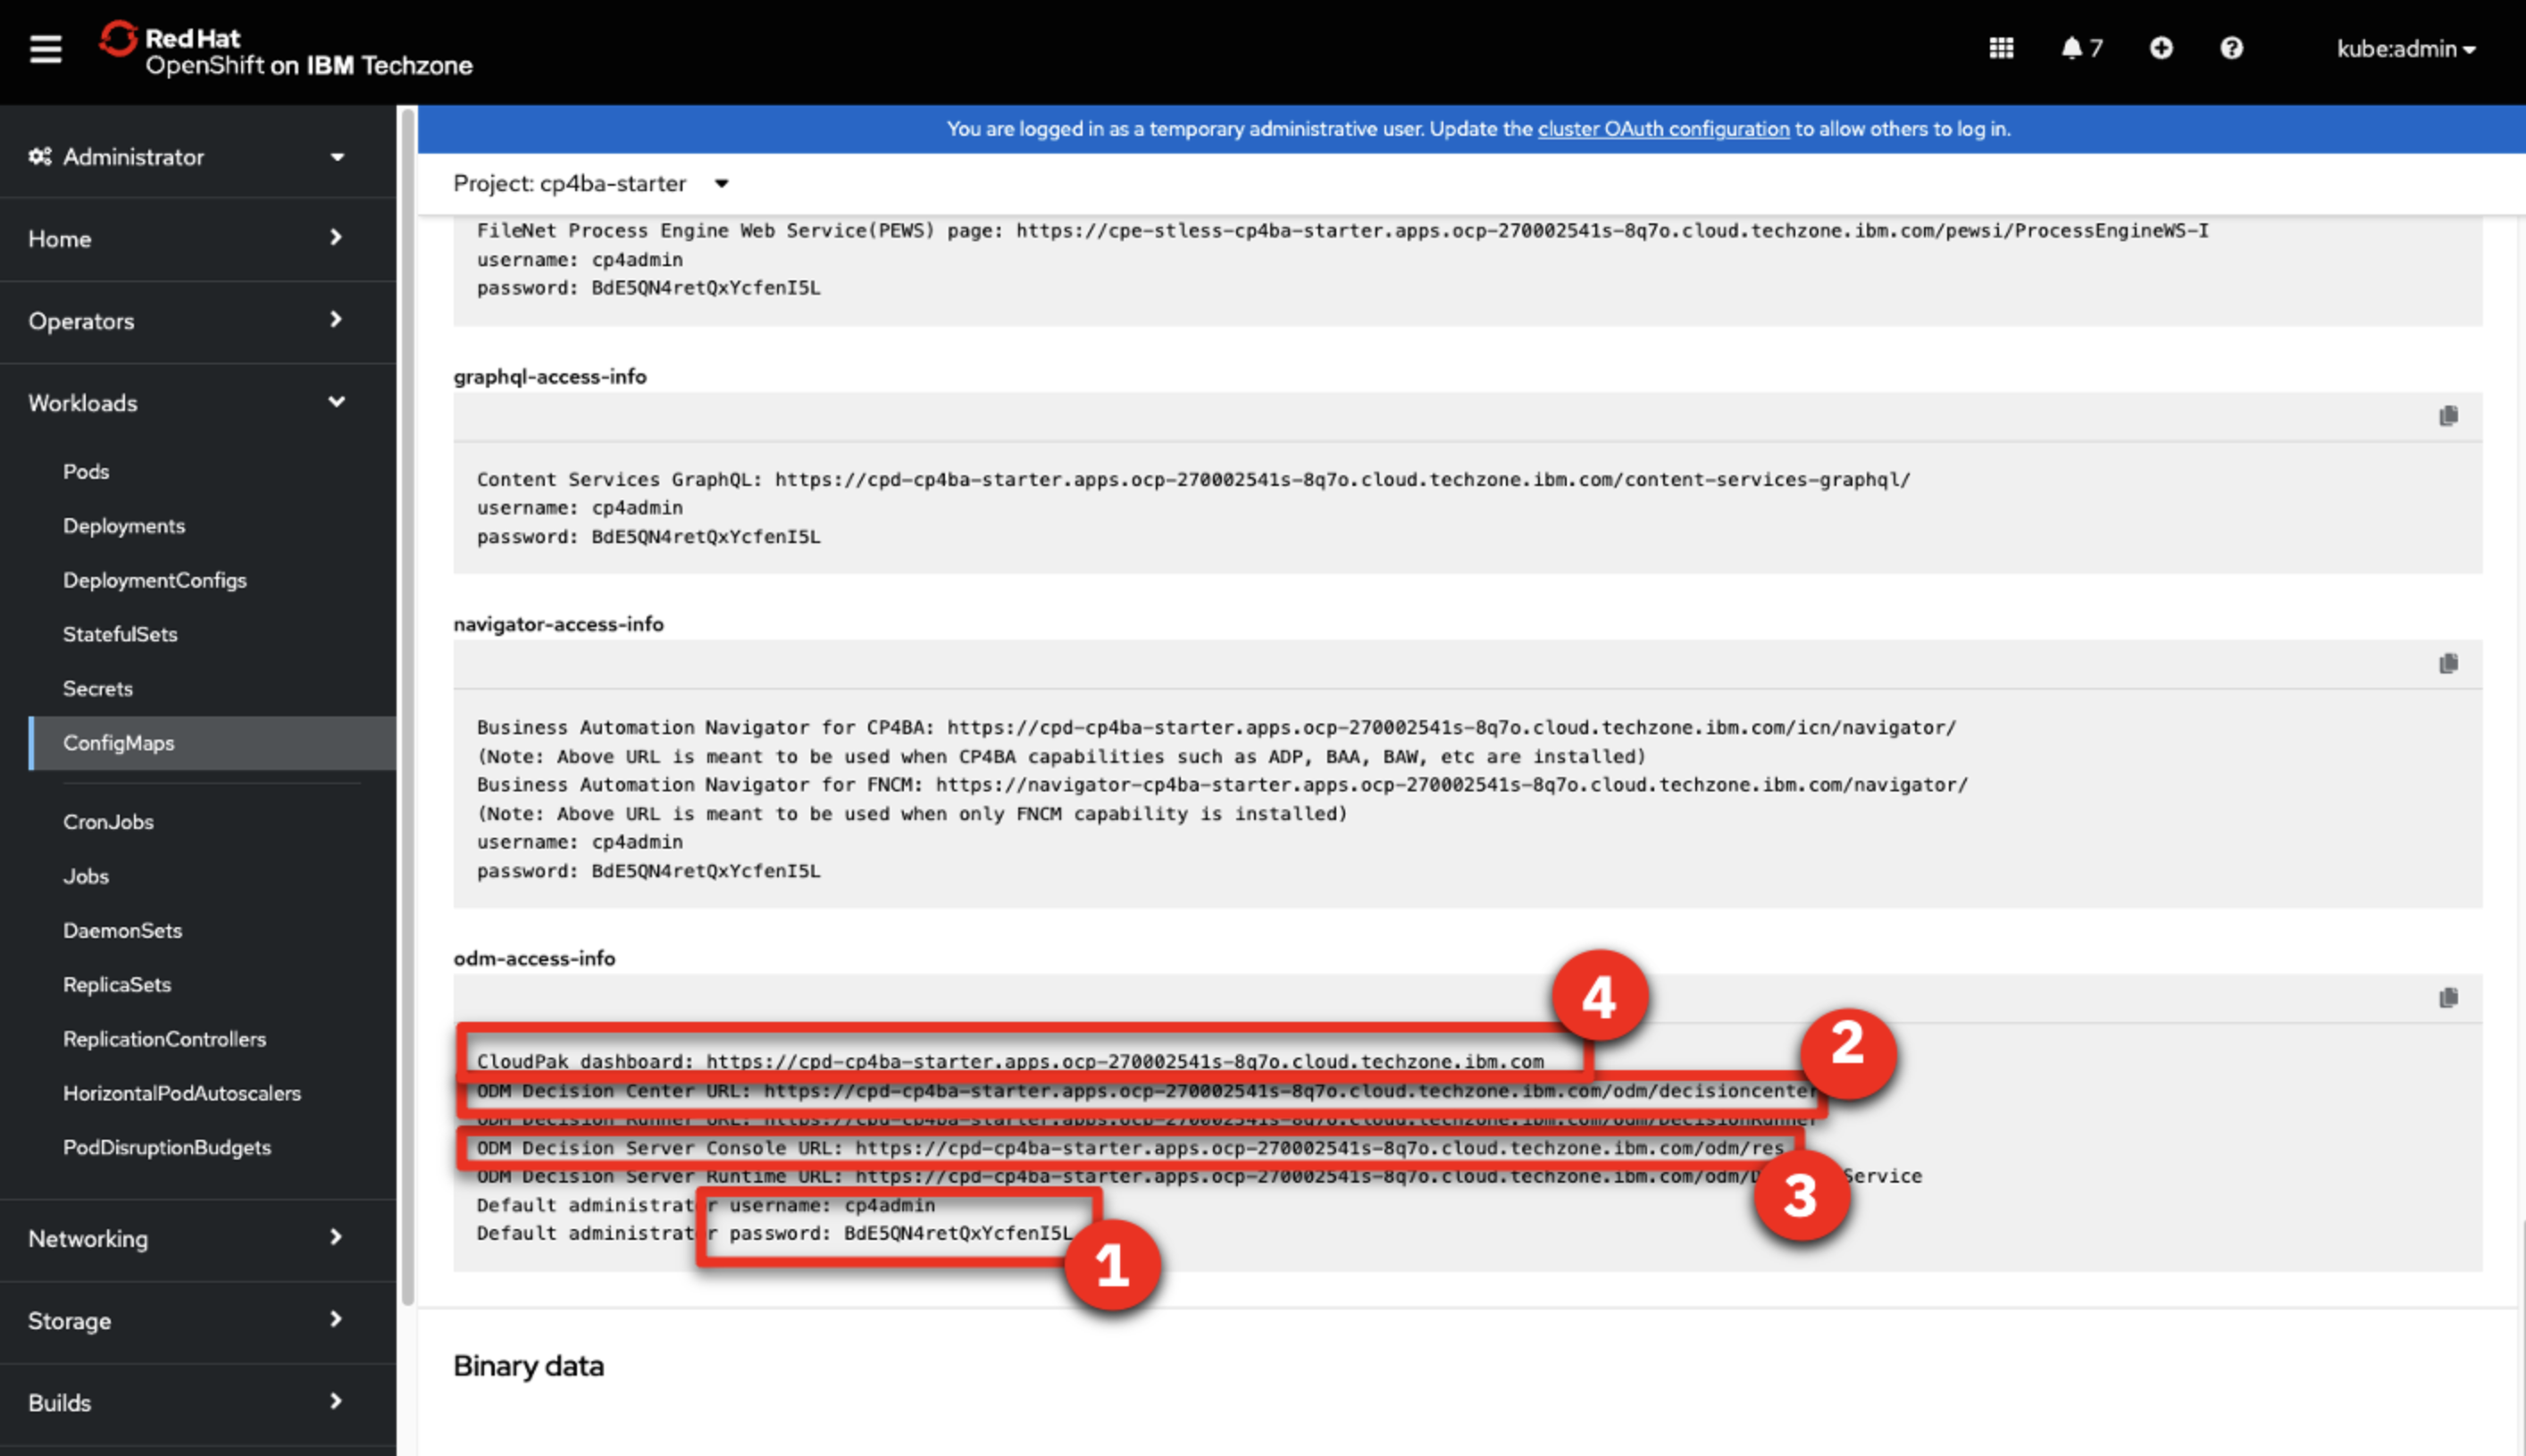 Red Hat
OpenShift on IBM Techzone
7
kube:admin
Administrator
Home
Operators
Workloads
Pods
Deployments
DeploymentConfigs
StatefulSets
Secrets
ConfigMaps
CronJobs
Jobs
DaemonSets
ReplicaSets
ReplicationControllers
HorizontalPodAutoscalers
PodDisruptionBudgets
Networking
Storage
Builds
You are logged in as a temporary administrative user. Update the cluster OAuth configuration to allow others to log in.
Project: cp4ba-starter
FileNet Process Engine Web Service(PEWS) page: https://cpe-stless-cp4ba-starter.apps.ocp-270002541s-8q7o.cloud.techzone.ibm.com/pewsi/ProcessEngineWS-I
username: cp4admin
password: BdE5QN4retQxYcfenI5L
graphql-access-info
Content Services GraphQL: https://cpd-cp4ba-starter.apps.ocp-270002541s-8q7o.cloud.techzone.ibm.com/content-services-graphql/
username: cp4admin
password: BdE5QN4retQxYcfenI5L
navigator-access-info
Business Automation Navigator for CP4BA: https://cpd-cp4ba-starter.apps.ocp-270002541s-8q7o.cloud.techzone.ibm.com/icn/navigator/
(Note: Above URL is meant to be used when CP4BA capabilities such as ADP, BAA, BAW, etc are installed)
Business Automation Navigator for FNCM: https://navigator-cp4ba-starter.apps.ocp-270002541s-8q7o.cloud.techzone.ibm.com/navigator/
(Note: Above URL is meant to be used when only FNCM capability is installed)
username: cp4admin
password: BdE5QN4retQxYcfenI5L
odm-access-info
4
CloudPak dashboard: https://cpd-cp4ba-starter.apps.ocp-270002541s-8q7o.cloud.techzone.ibm.com
2
ODM Decision Center URL: https://cpd-cp4ba-starter.apps.ocp-270002541s-8q7o.cloud.techzone.ibm.com/odm/decisioncenter
ODM Decision Runner URL: https://cpd-cp4ba-starter.apps.ocp-270002541s-8q7o.cloud.techzone.ibm.com/odm/DecisionRunner
ODM Decision Server Console URL: https://cpd-cp4ba-starter.apps.ocp-270002541s-8q7o.cloud.techzone.ibm.com/odm/res
3
ODM Decision Server Runtime URL: Service
Default administrator username: cp4admin
Default administrator password: BdE5QN4retQxYcfenI5L
1
Binary data